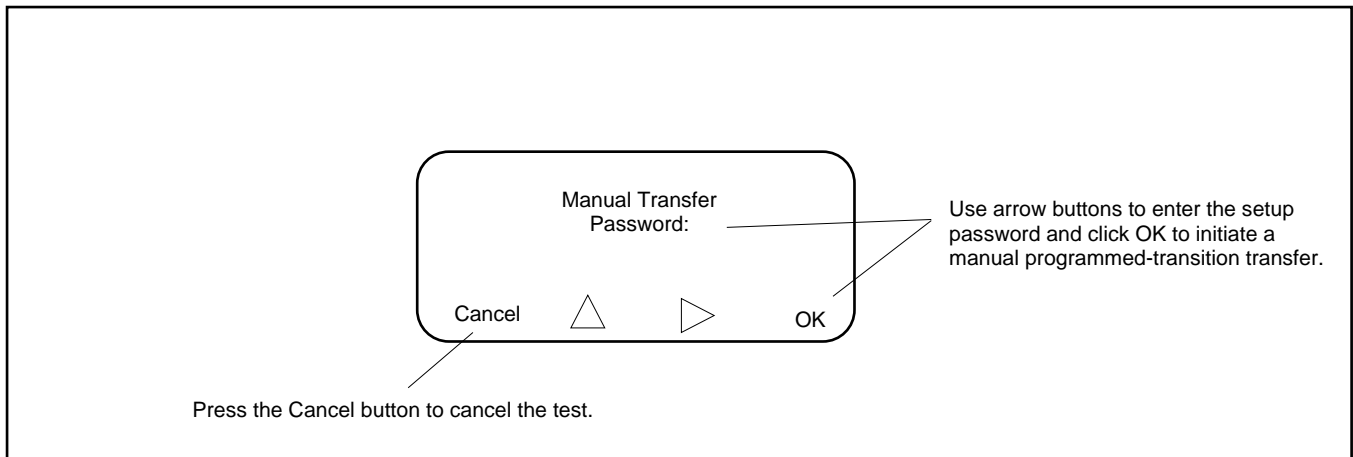 Manual Transfer
Password:
Use arrow buttons to enter the setup
password and click OK to initiate a
manual programmed-transition transfer.
Cancel
OK
Press the Cancel button to cancel the test.